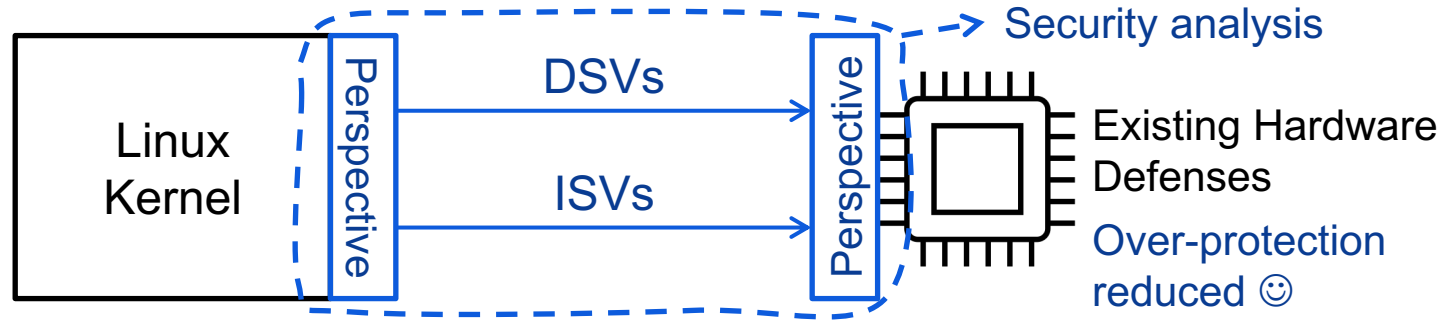 Linux
Kernel
Perspective
DSVs
ISVs
Perspective
Security analysis
Existing Hardware
Defenses
Over-protection
reduced ☺